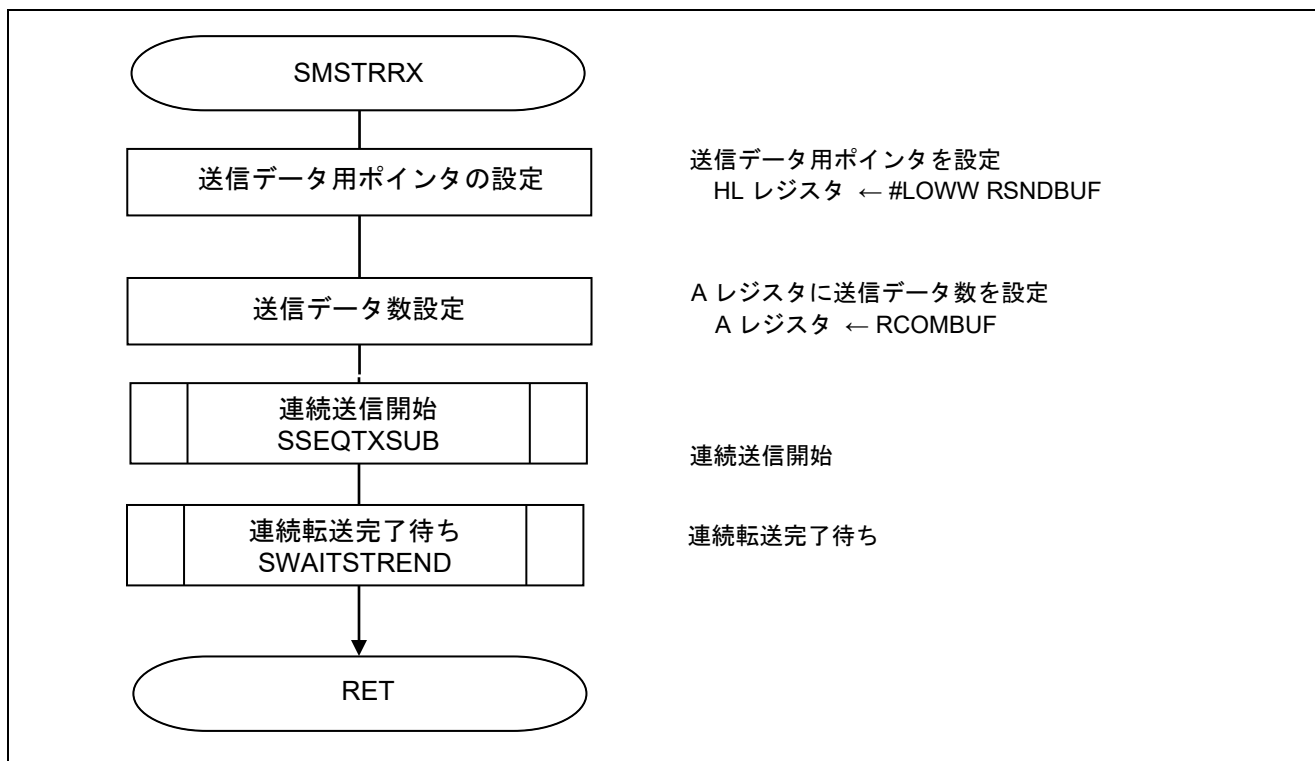 SMSTRRX
送信データ用ポインタの設定
送信データ用ポインタを設定
HL レジスタ ← #LOWW RSNDBUF
送信データ数設定
A レジスタに送信データ数を設定
A レジスタ ← RCOMBUF
連続送信開始
SSEQTXSUB
連続送信開始
連続転送完了待ち
SWAITSTREND
連続転送完了待ち
RET